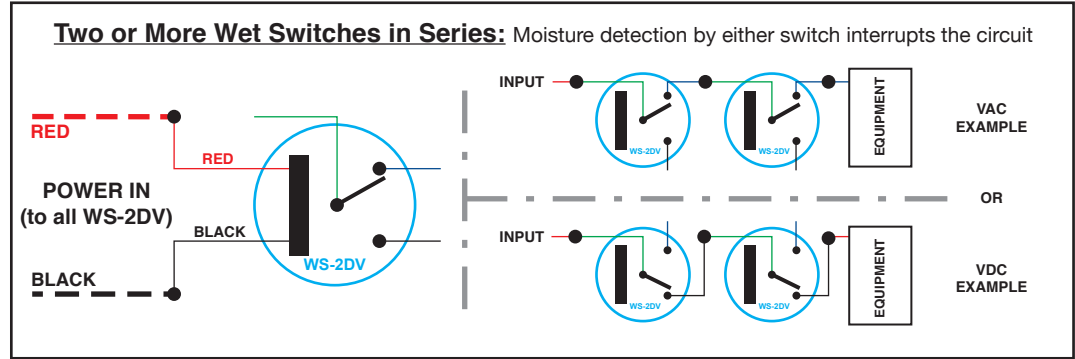 Two or More Wet Switches in Series: Moisture detection by either switch interrupts the circuit
RED
RED
POWER IN
(to all WS-2DV)
BLACK
BLACK
WS-2DV
INPUT
WS-2DV
WS-2DV
EQUIPMENT
VAC
EXAMPLE
OR
INPUT
WS-2DV
WS-2DV
EQUIPMENT
VDC
EXAMPLE